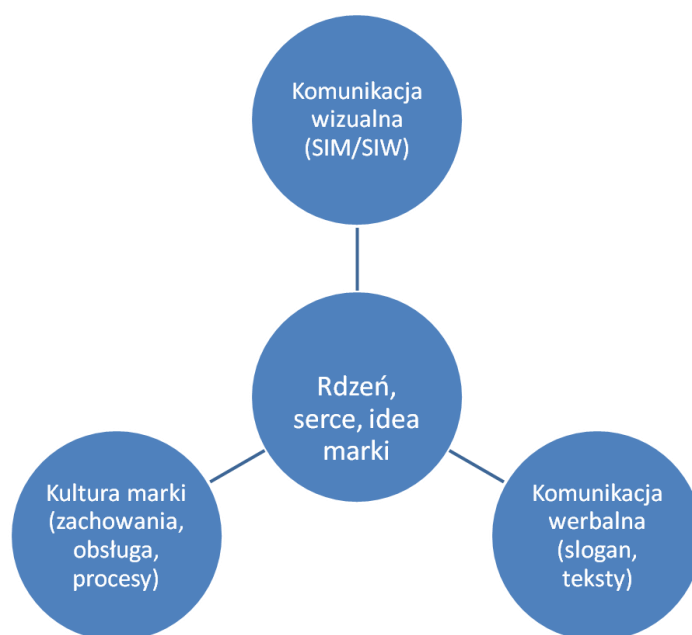 Komunikacja
wizualna
(SIM/SIW)
Rdzeń,
serce, idea
marki
Kultura marki
(zachowania,
obsługa,
procesy)
Komunikacja
werbalna
(slogan,
teksty)